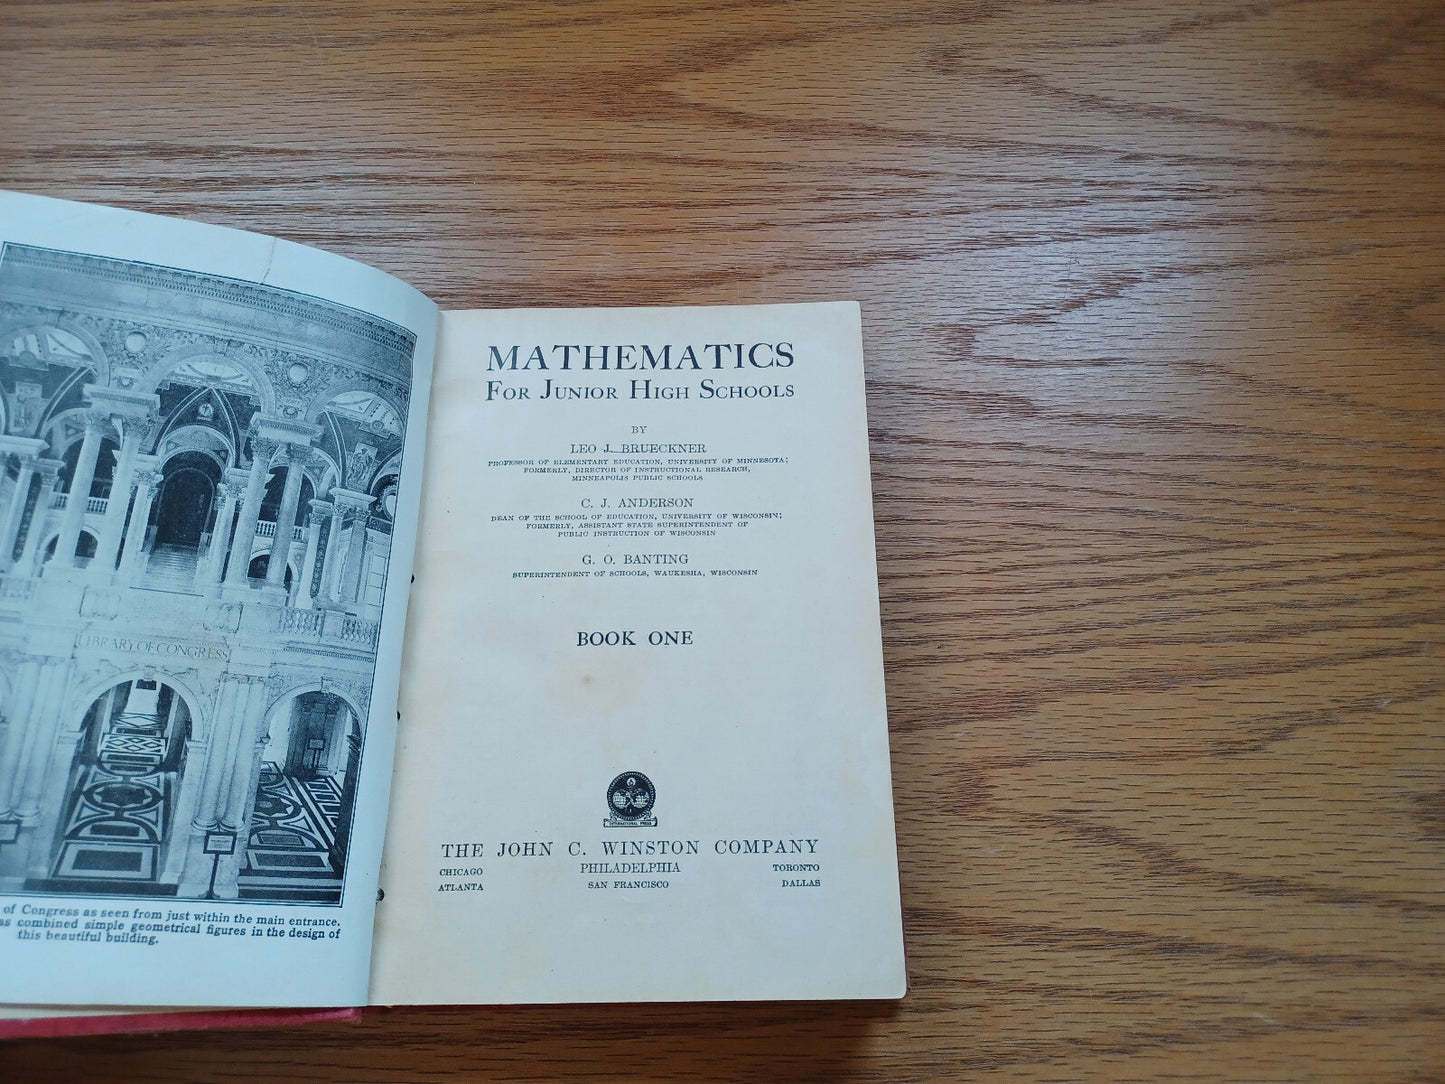 LIBRARY OF CONGRESS
of Congress as seen from just within the main entrance.
as combined simple geometrical figures in the design of
this beautiful building.
MATHEMATICS
FOR JUNIOR HIGH SCHOOLS
BY
LEO J. BRUECKNER
PROFESSOR OF ELEMENTARY EDUCATION, UNIVERSITY OF MINNESOTA;
FORMERLY, DIRECTOR OF INSTRUCTIONAL RESEARCH,
MINNEAPOLIS PUBLIC SCHOOLS
C. J. ANDERSON
DEAN OF THE SCHOOL OF EDUCATION, UNIVERSITY OF WISCONSIN;
FORMERLY, ASSISTANT STATE SUPERINTENDENT OF
PUBLIC INSTRUCTION OF WISCONSIN
G. O. BANTING
SUPERINTENDENT OF SCHOOLS, WAUKESHA, WISCONSIN
BOOK ONE
INTERNATIONAL PRESS
THE JOHN C. WINSTON COMPANY
CHICAGO PHILADELPHIA TORONTO
ATLANTA SAN FRANCISCO DALLAS